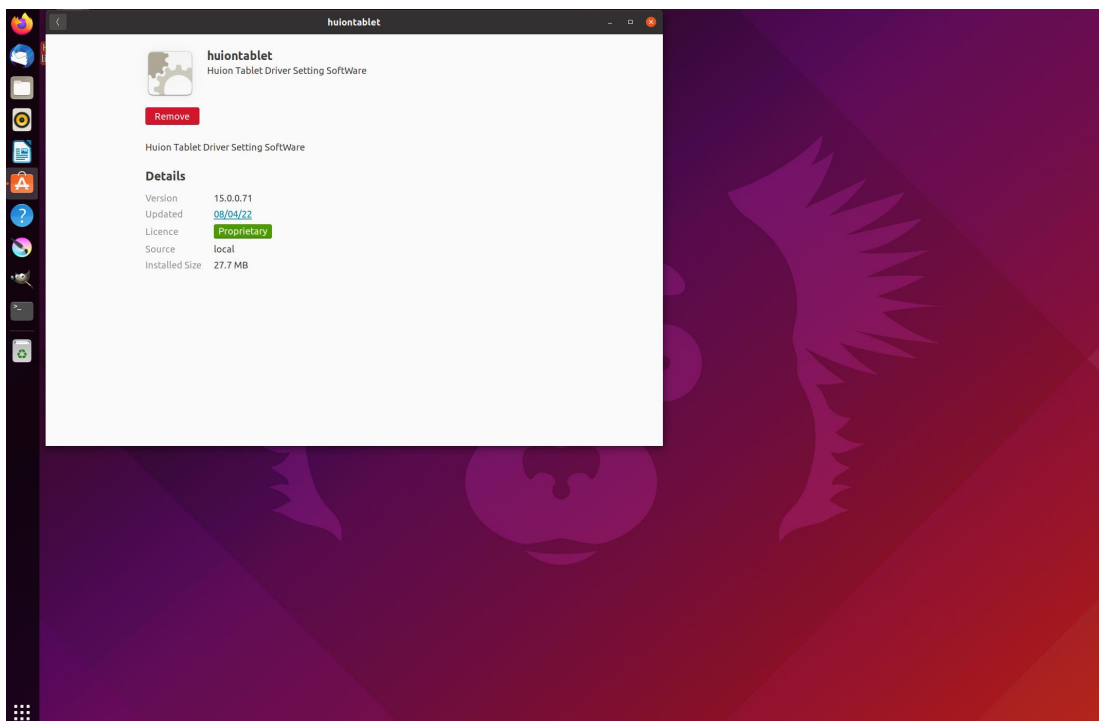 huiontablet
huiontablet
Huion Tablet Driver Setting SoftWare
Remove
Huion Tablet Driver Setting SoftWare
Details
Version 15.0.0.71
Updated 08/04/22
Licence Proprietary
Source local
Installed Size 27.7 MB